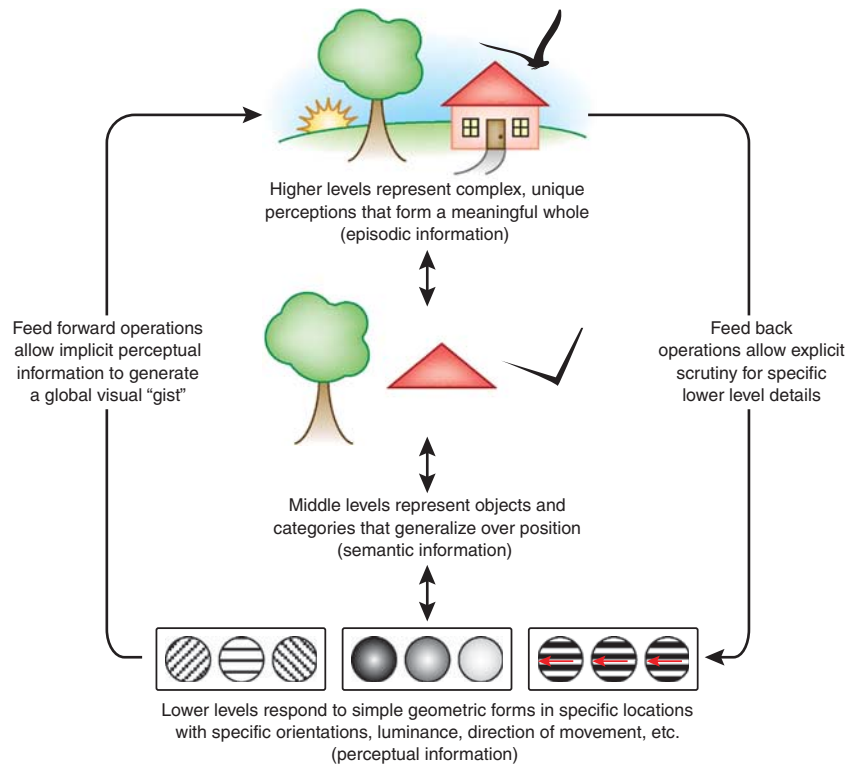 Higher levels represent complex, unique
perceptions that form a meaningful whole
(episodic information)
Feed forward operations
allow implicit perceptual
information to generate
a global visual “gist”
Feed back
operations allow explicit
scrutiny for specific
lower level details
Middle levels represent objects and
categories that generalize over position
(semantic information)
Lower levels respond to simple geometric forms in specific locations
with specific orientations, luminance, direction of movement, etc.
(perceptual information)